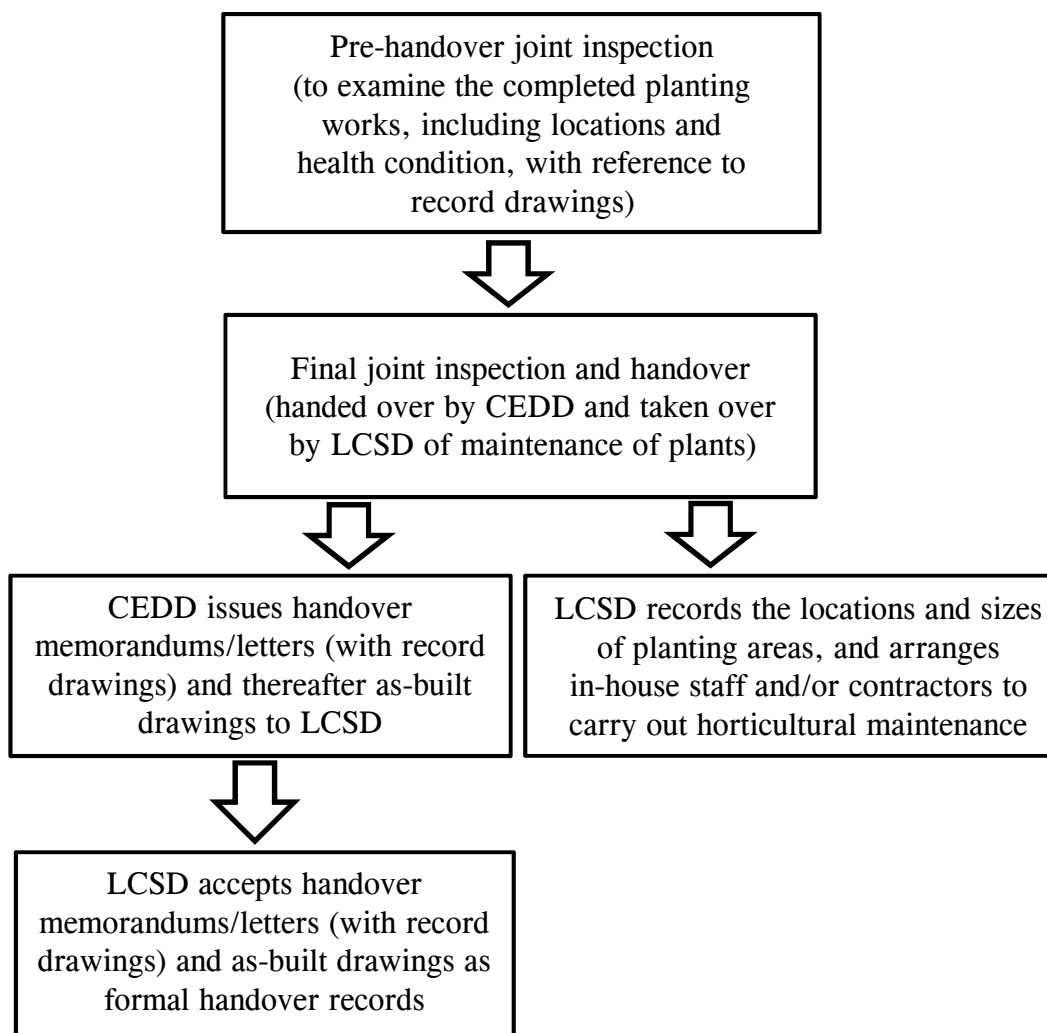 Pre-handover joint inspection
(to examine the completed planting
works, including locations and
health condition, with reference to
record drawings)
Final joint inspection and handover
(handed over by CEDD and taken over
by LCSD of maintenance of plants)
CEDD issues handover
memorandums/letters (with record
drawings) and thereafter as-built
drawings to LCSD
LCSD records the locations and sizes
of planting areas, and arranges
in-house staff and/or contractors to
carry out horticultural maintenance
LCSD accepts handover
memorandums/letters (with record
drawings) and as-built drawings as
formal handover records